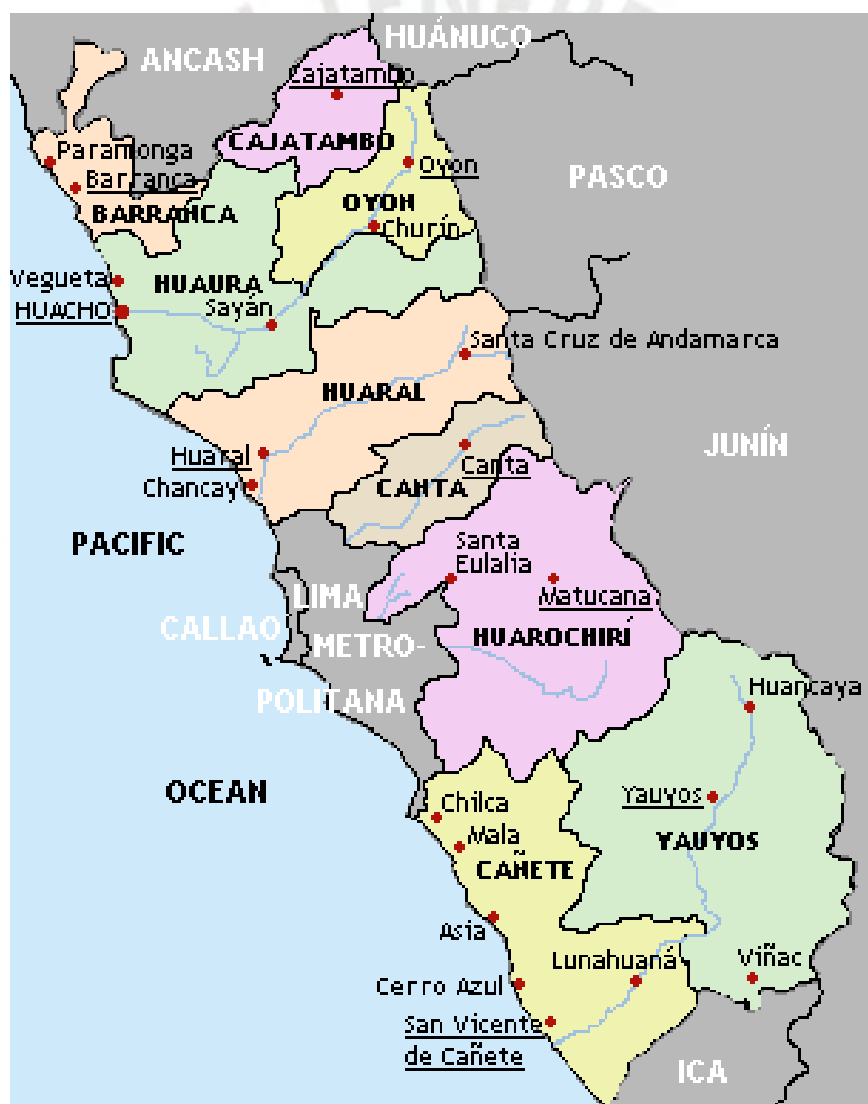 HUÁNUCO
ANCASH
Cajatambo
CAJATAMBO
Paramonga
Barranca
BARRANCA
Oyon
OYON
PASCO
Churín
Vegueta
HUAURA
HUACHO
Sayán
Santa Cruz de Andamarca
HUARAL
JUNÍN
Huaral
Canta
Chancay
CANTA
PACIFIC
Santa
Eulalia
LIMA
Matucana
CALLAO
METRO-
HUAROCHIRÍ
POLITANA
Huancaya
OCEAN
Chilca
Yauyos
Mala
CAÑETE
YAUYOS
Asia
Lunahuaná
Viñac
Cerro Azul
San Vicente
de Cañete
ICA